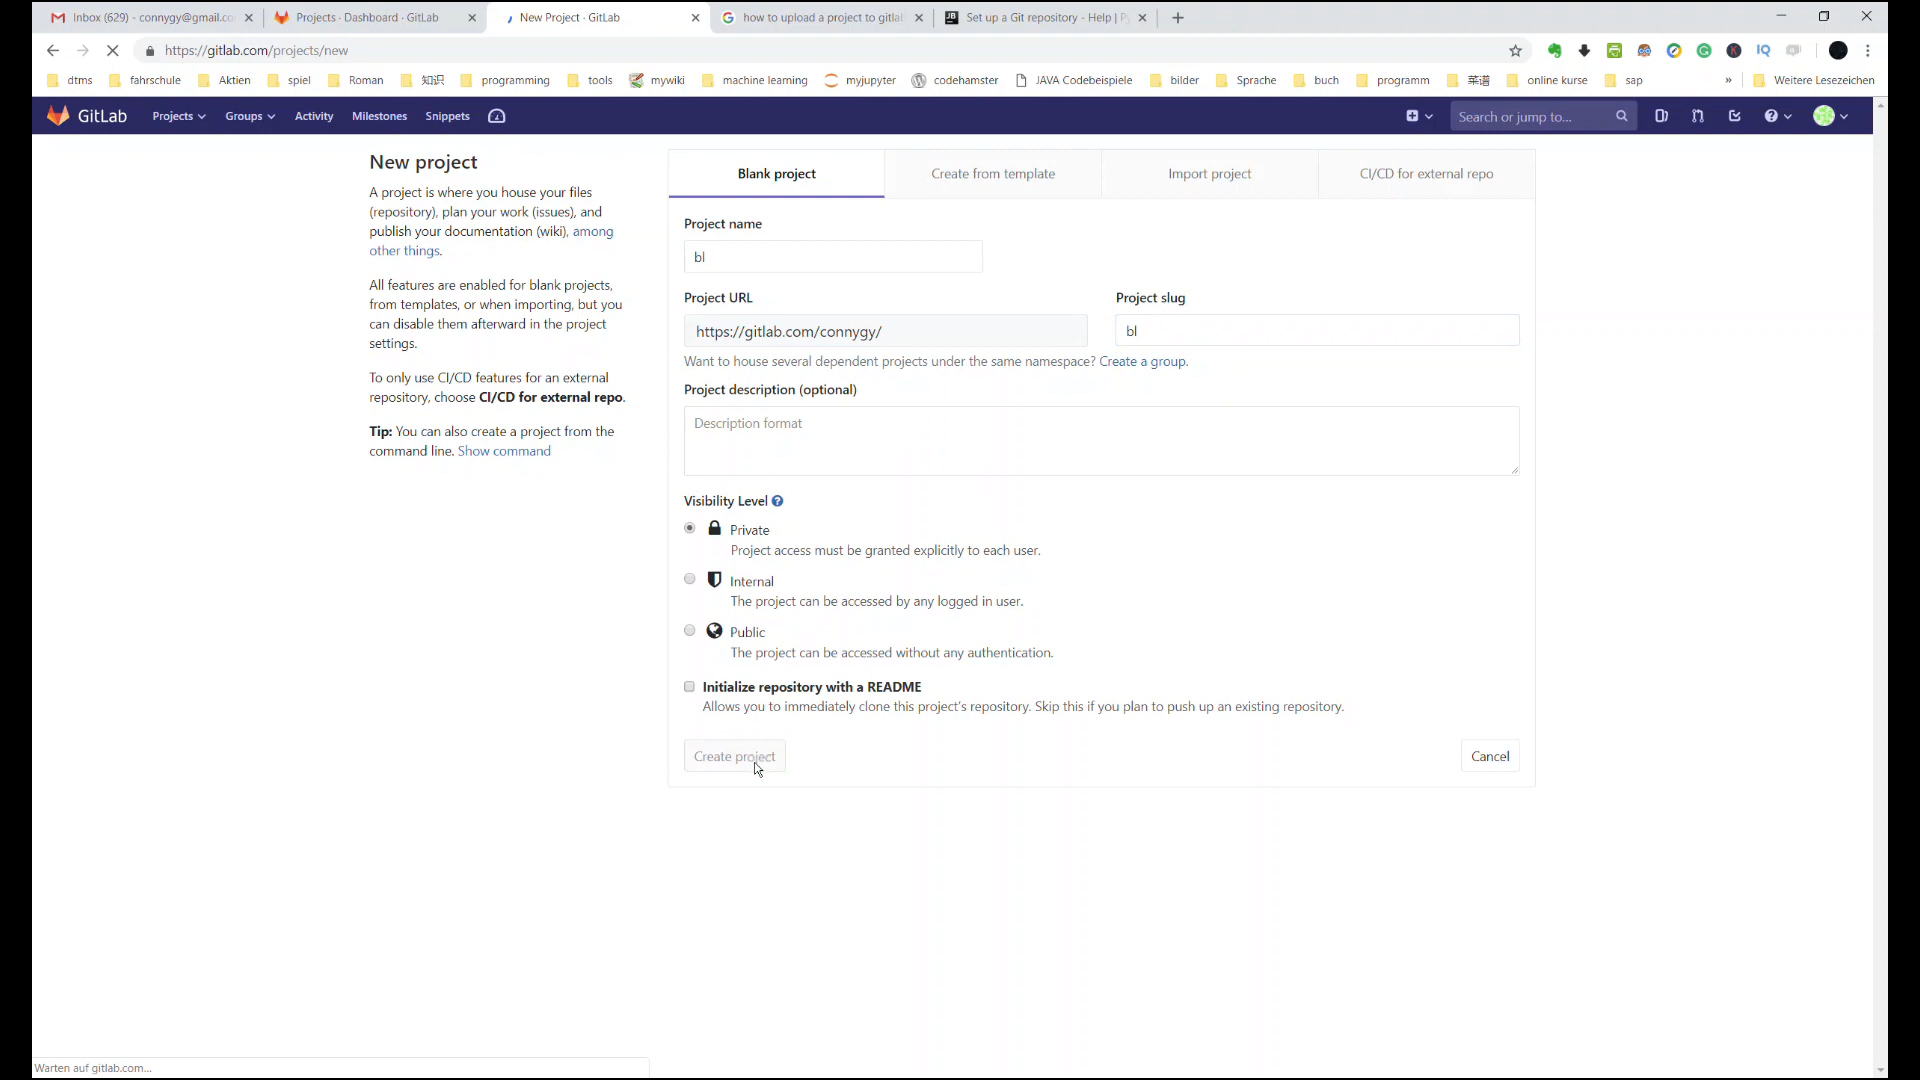 Inbox (629) - connygy@gmail.co
Projects · Dashboard · GitLab
New Project · GitLab
how to upload a project to gitlab
Set up a Git repository - Help | Py
https://gitlab.com/projects/new
dtms
fahrschule
Aktien
spiel
Roman
知识
programming
tools
mywiki
machine learning
myjupyter
codehamster
JAVA Codebeispiele
bilder
Sprache
buch
programm
菜谱
online kurse
sap
»
Weitere Lesezeichen
GitLab
Projects
Groups
Activity
Milestones
Snippets
Search or jump to...
New project
A project is where you house your files
(repository), plan your work (issues), and
publish your documentation (wiki), among
other things.
All features are enabled for blank projects,
from templates, or when importing, but you
can disable them afterward in the project
settings.
To only use CI/CD features for an external
repository, choose CI/CD for external repo.
Tip: You can also create a project from the
command line. Show command
Blank project
Create from template
Import project
CI/CD for external repo
Project name
bl
Project URL
Project slug
https://gitlab.com/connygy/
bl
Want to house several dependent projects under the same namespace? Create a group.
Project description (optional)
Description format
Visibility Level
Private
Project access must be granted explicitly to each user.
Internal
The project can be accessed by any logged in user.
Public
The project can be accessed without any authentication.
Initialize repository with a README
Allows you to immediately clone this project's repository. Skip this if you plan to push up an existing repository.
Create project
Cancel
Warten auf gitlab.com...